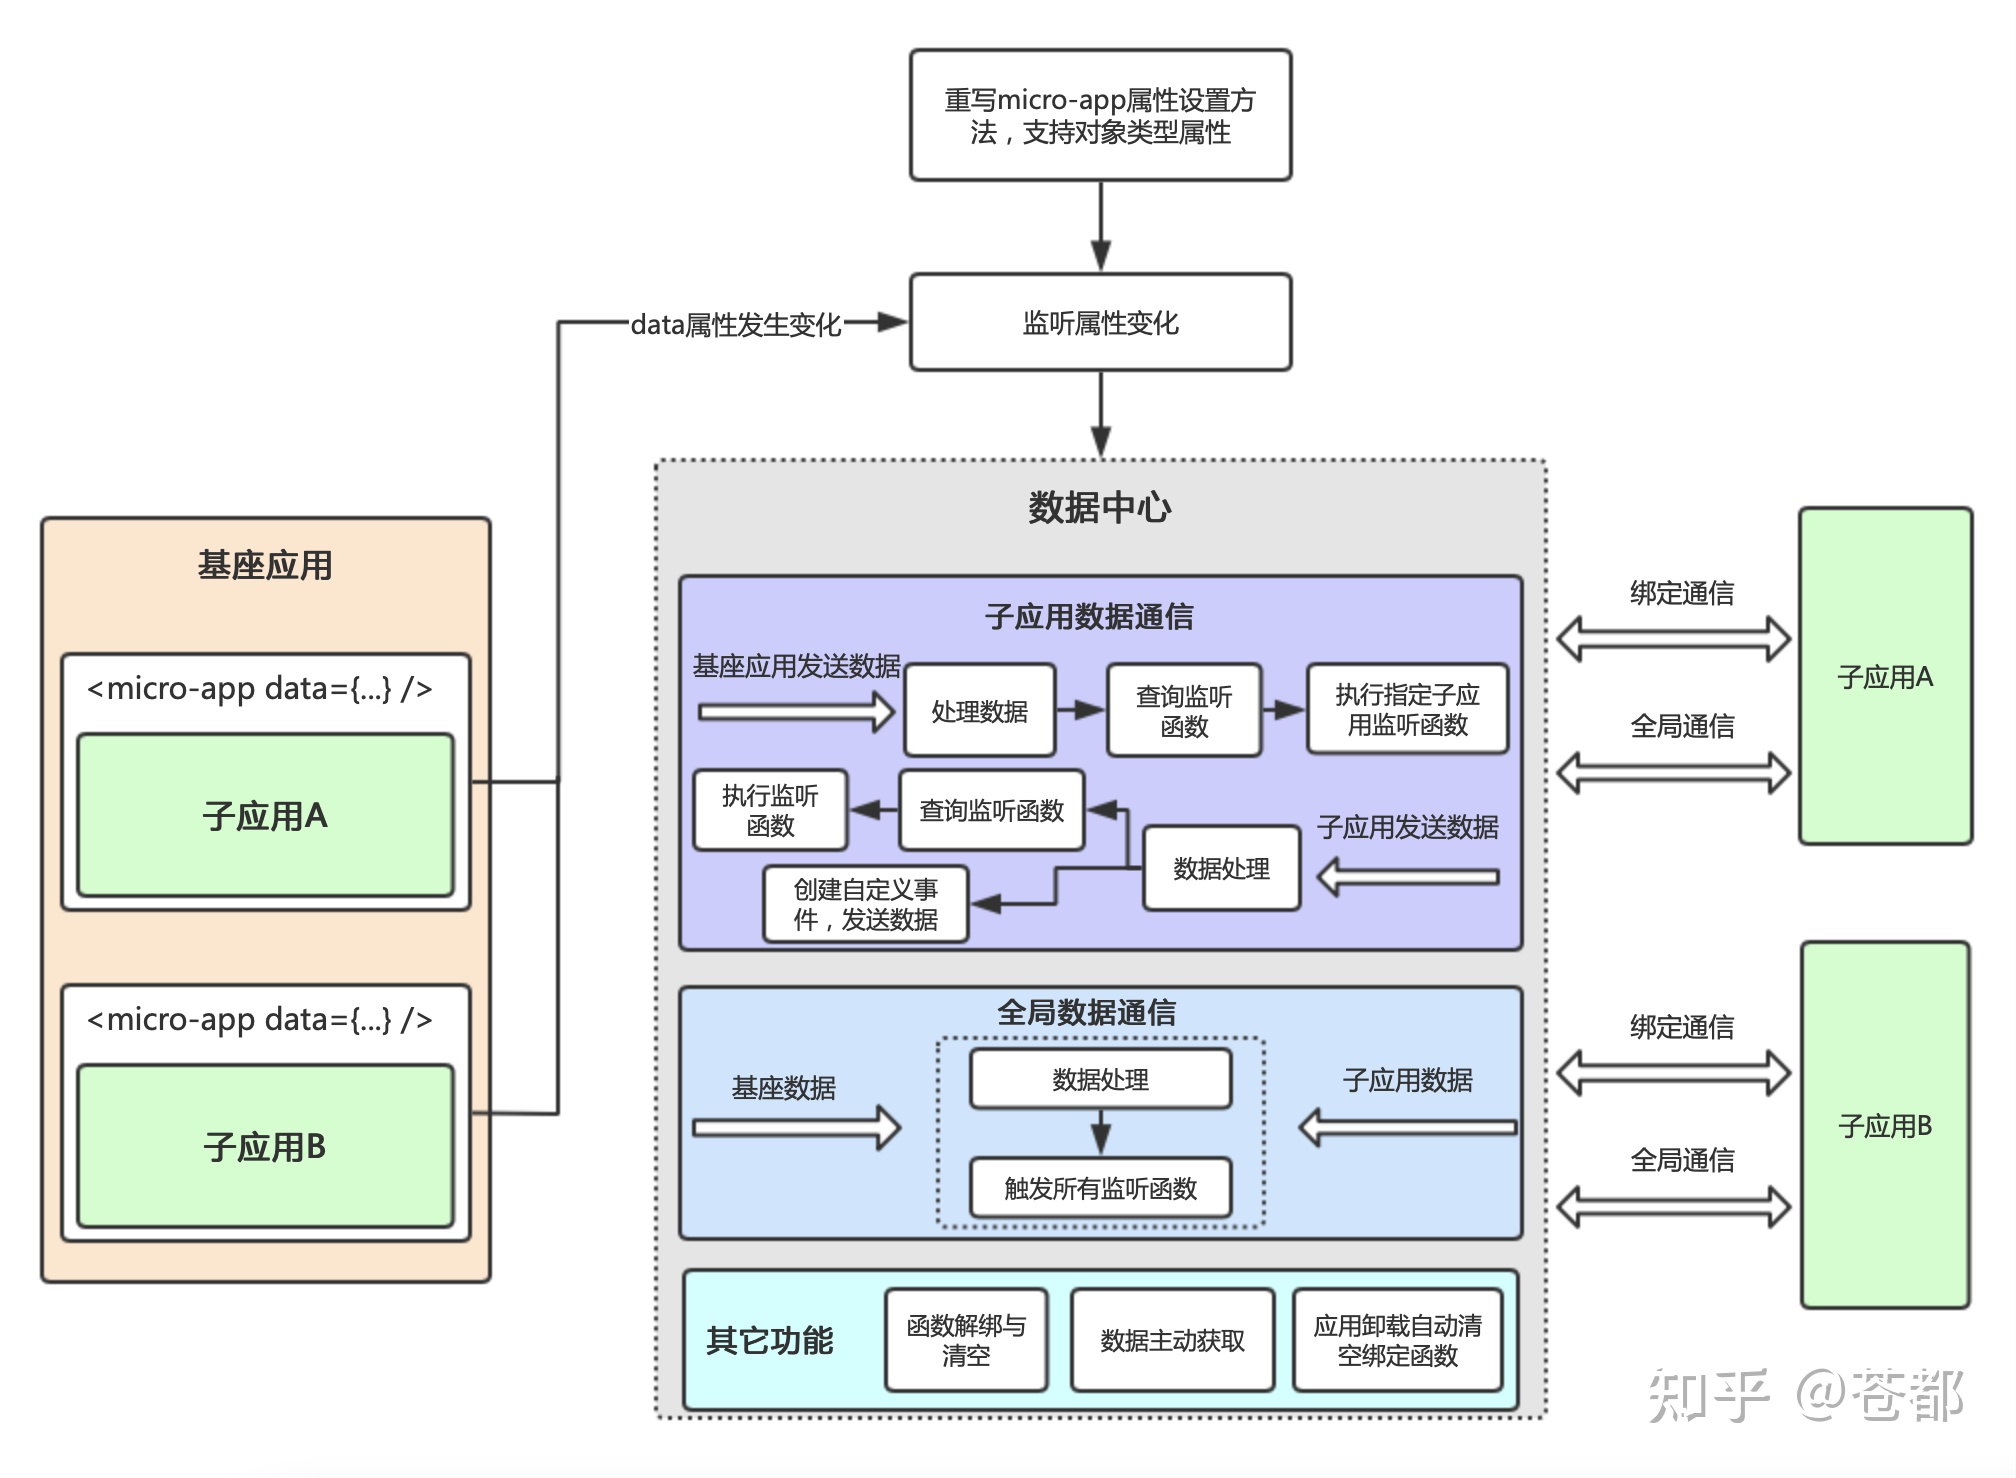 重写micro-app属性设置方
法，支持对象类型属性
data属性发生变化
监听属性变化
基座应用
<micro-app data={...} />
子应用A
<micro-app data={...} />
子应用B
数据中心
子应用数据通信
基座应用发送数据
处理数据
查询监听
函数
执行指定子应
用监听函数
执行监听
函数
查询监听函数
数据处理
子应用发送数据
创建自定义事
件，发送数据
全局数据通信
基座数据
数据处理
触发所有监听函数
子应用数据
其它功能
函数解绑与
清空
数据主动获取
应用卸载自动清
空绑定函数
绑定通信
全局通信
子应用A
绑定通信
全局通信
子应用B
知乎 @苍都